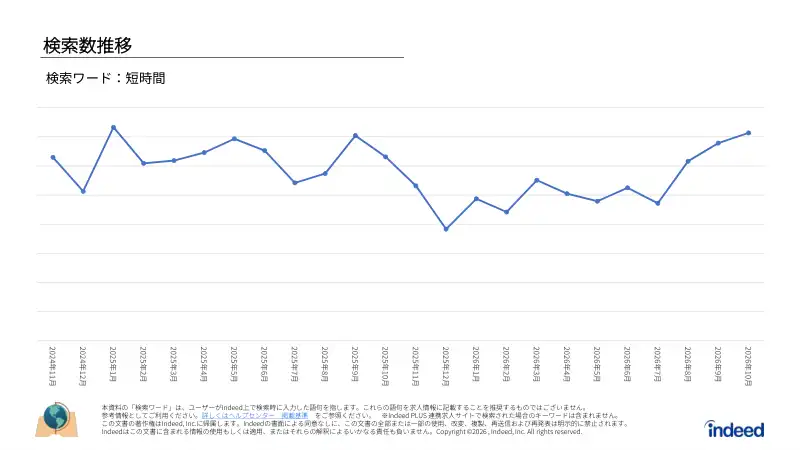 検索数推移
検索ワード：短時間
2024年11月
2024年12月
2025年1月
2025年2月
2025年3月
2025年4月
2025年5月
2025年6月
2025年7月
2025年8月
2025年9月
2025年10月
2025年11月
2025年12月
2026年1月
2026年2月
2026年3月
2026年4月
2026年5月
2026年6月
2026年7月
2026年8月
2026年9月
2026年10月
本資料の「検索ワード」は、ユーザーがIndeed上で検索時に入力した語句を指します。これらの語句を求人情報に記載することを推奨するものではございません。
参考情報としてご利用ください。詳しくはヘルプセンター　掲載基準　をご参照ください。　※Indeed PLUS 連携求人サイトで検索された場合のキーワードは含まれません。
この文書の著作権はIndeed, Inc.に帰属します。Indeedの書面による同意なしに、この文書の全部または一部の使用、改変、複製、再送信および再発表は明示的に禁止されます。
Indeedはこの文書に含まれる情報の使用もしくは適用、またはそれらの解釈によるいかなる責任も負いません。Copyright ©2026 , Indeed, Inc. All rights reserved.
indeed